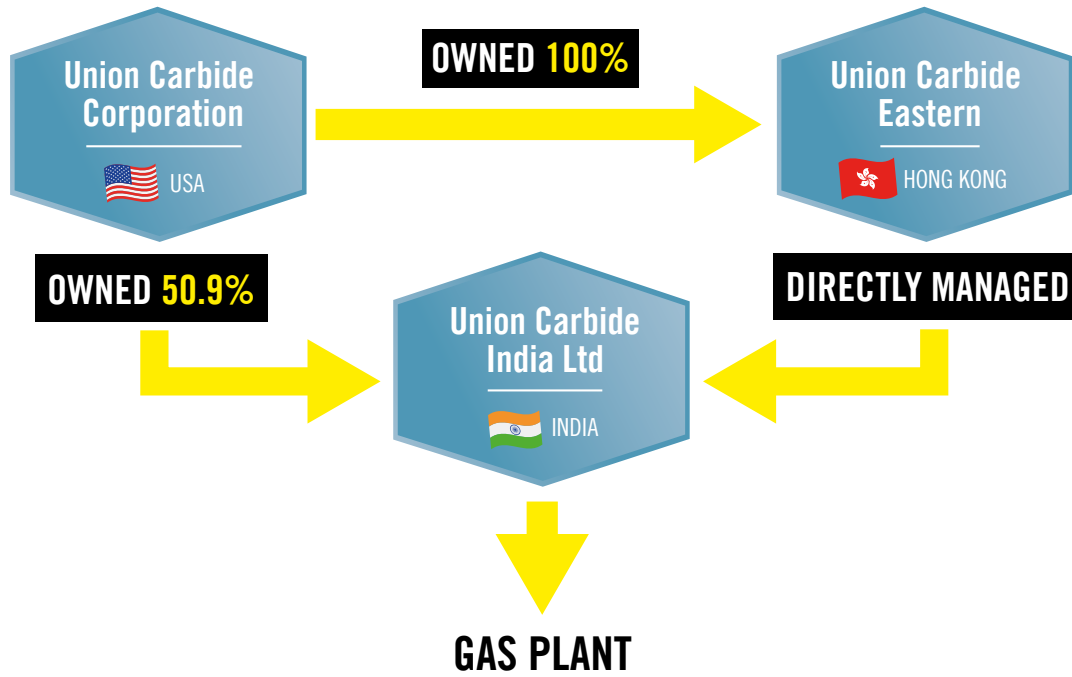 Union Carbide
Corporation
USA
OWNED 100%
Union Carbide
Eastern
HONG KONG
OWNED 50.9%
DIRECTLY MANAGED
Union Carbide
India Ltd
INDIA
GAS PLANT